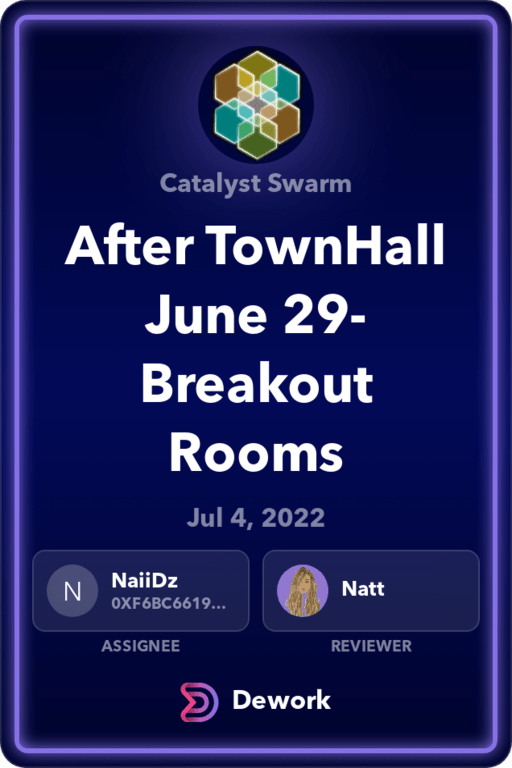 Catalyst Swarm
After TownHall
June 29-
Breakout
Rooms
Jul 4, 2022
N
NaiiDz
0XF6BC6619...
Natt
ASSIGNEE
REVIEWER
Dework